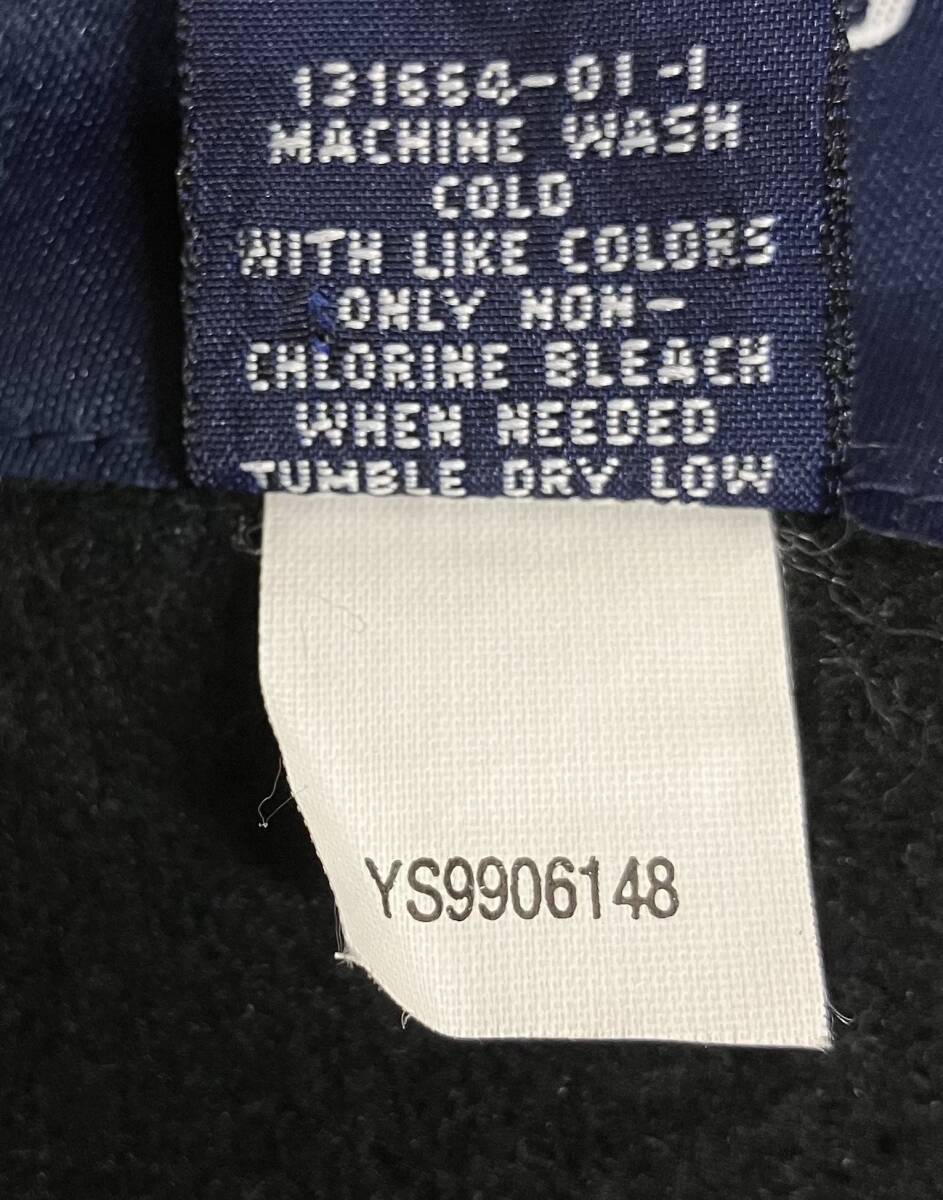 131664-01-1
MACHINE WASH
COLD
WITH LIKE COLORS
ONLY NON-
CHLORINE BLEACH
WHEN NEEDED
TUMBLE DRY LOW
YS9906148